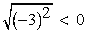 √(−3)² < 0